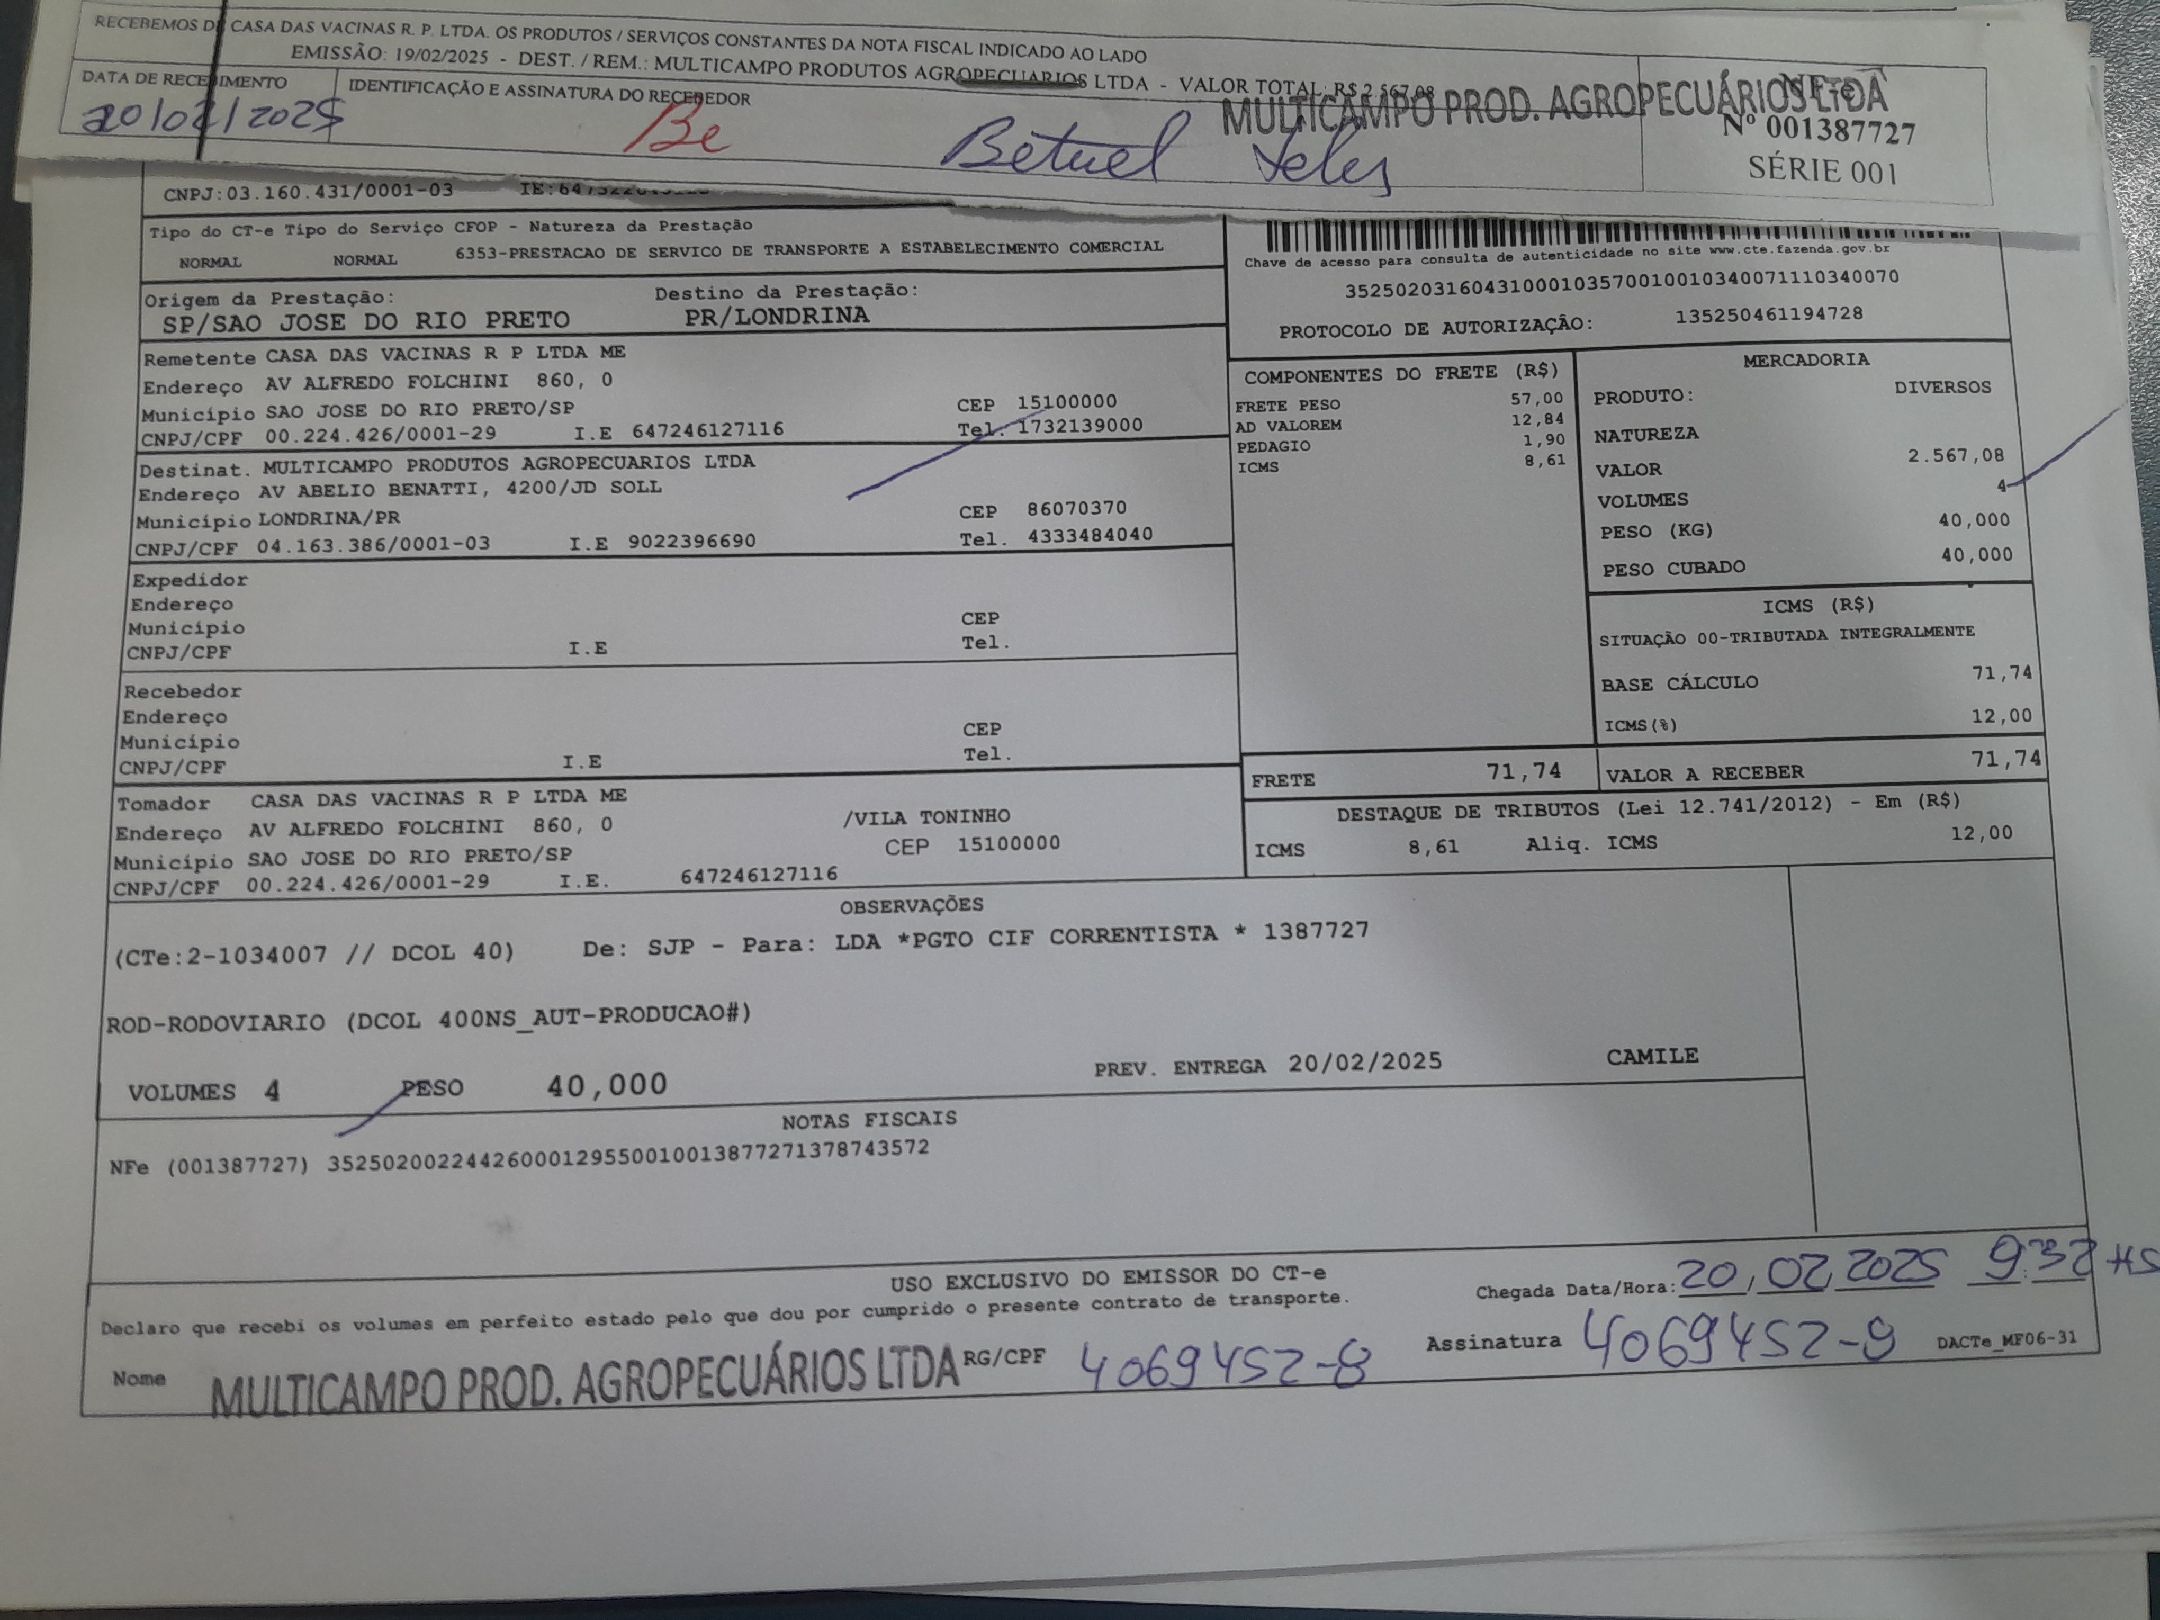 RECEBEMOS DE CASA DAS VACINAS R. P. LTDA. OS PRODUTOS / SERVIÇOS CONSTANTES DA NOTA FISCAL INDICADO AO LADO
EMISSÃO: 19/02/2025 - DEST. / REM.: MULTICAMPO PRODUTOS AGROPECUARIOS LTDA - VALOR TOTAL: R$ 2.567,08
DATA DE RECEBIMENTO
IDENTIFICAÇÃO E ASSINATURA DO RECEBEDOR
20/02/2025
Be
Betuel Teles
MULTICAMPO PROD. AGROPECUÁRIOS LTDA
NF-e
Nº 001387727
SÉRIE 001
CNPJ:03.160.431/0001-03 IE:
Tipo do CT-e Tipo do Serviço CFOP - Natureza da Prestação
NORMAL NORMAL 6353-PRESTACAO DE SERVICO DE TRANSPORTE A ESTABELECIMENTO COMERCIAL
Chave de acesso para consulta de autenticidade no site www.cte.fazenda.gov.br
35250203160431000103570010010340071110340070
PROTOCOLO DE AUTORIZAÇÃO: 135250461194728
Origem da Prestação: Destino da Prestação:
SP/SAO JOSE DO RIO PRETO PR/LONDRINA
Remetente CASA DAS VACINAS R P LTDA ME
Endereço AV ALFREDO FOLCHINI 860, 0
Município SAO JOSE DO RIO PRETO/SP CEP 15100000
CNPJ/CPF 00.224.426/0001-29 I.E 647246127116 Tel. 1732139000
Destinat. MULTICAMPO PRODUTOS AGROPECUARIOS LTDA
Endereço AV ABELIO BENATTI, 4200/JD SOLL
Município LONDRINA/PR CEP 86070370
CNPJ/CPF 04.163.386/0001-03 I.E 9022396690 Tel. 4333484040
Expedidor
Endereço
Município CEP
CNPJ/CPF I.E Tel.
Recebedor
Endereço
Município CEP
CNPJ/CPF I.E Tel.
Tomador CASA DAS VACINAS R P LTDA ME
Endereço AV ALFREDO FOLCHINI 860, 0 /VILA TONINHO
Município SAO JOSE DO RIO PRETO/SP CEP 15100000
CNPJ/CPF 00.224.426/0001-29 I.E. 647246127116
COMPONENTES DO FRETE (R$)
FRETE PESO 57,00
AD VALOREM 12,84
PEDAGIO 1,90
ICMS 8,61
MERCADORIA
PRODUTO: DIVERSOS
NATUREZA
VALOR 2.567,08
VOLUMES 4
PESO (KG) 40,000
PESO CUBADO 40,000
ICMS (R$)
SITUAÇÃO 00-TRIBUTADA INTEGRALMENTE
BASE CÁLCULO 71,74
ICMS(%) 12,00
FRETE 71,74 VALOR A RECEBER 71,74
DESTAQUE DE TRIBUTOS (Lei 12.741/2012) - Em (R$)
ICMS 8,61 Aliq. ICMS 12,00
OBSERVAÇÕES
(CTe:2-1034007 // DCOL 40) De: SJP - Para: LDA *PGTO CIF CORRENTISTA * 1387727
ROD-RODOVIARIO (DCOL 400NS_AUT-PRODUCAO#)
VOLUMES 4 PESO 40,000 PREV. ENTREGA 20/02/2025 CAMILE
NOTAS FISCAIS
NFe (001387727) 35250200224426000129550010013877271378743572
USO EXCLUSIVO DO EMISSOR DO CT-e
Chegada Data/Hora: 20/02/2025 9:32 HS
Declaro que recebi os volumes em perfeito estado pelo que dou por cumprido o presente contrato de transporte.
Nome MULTICAMPO PROD. AGROPECUÁRIOS LTDA RG/CPF 4069452-8 Assinatura 4069452-8 DACTe_MF06-31